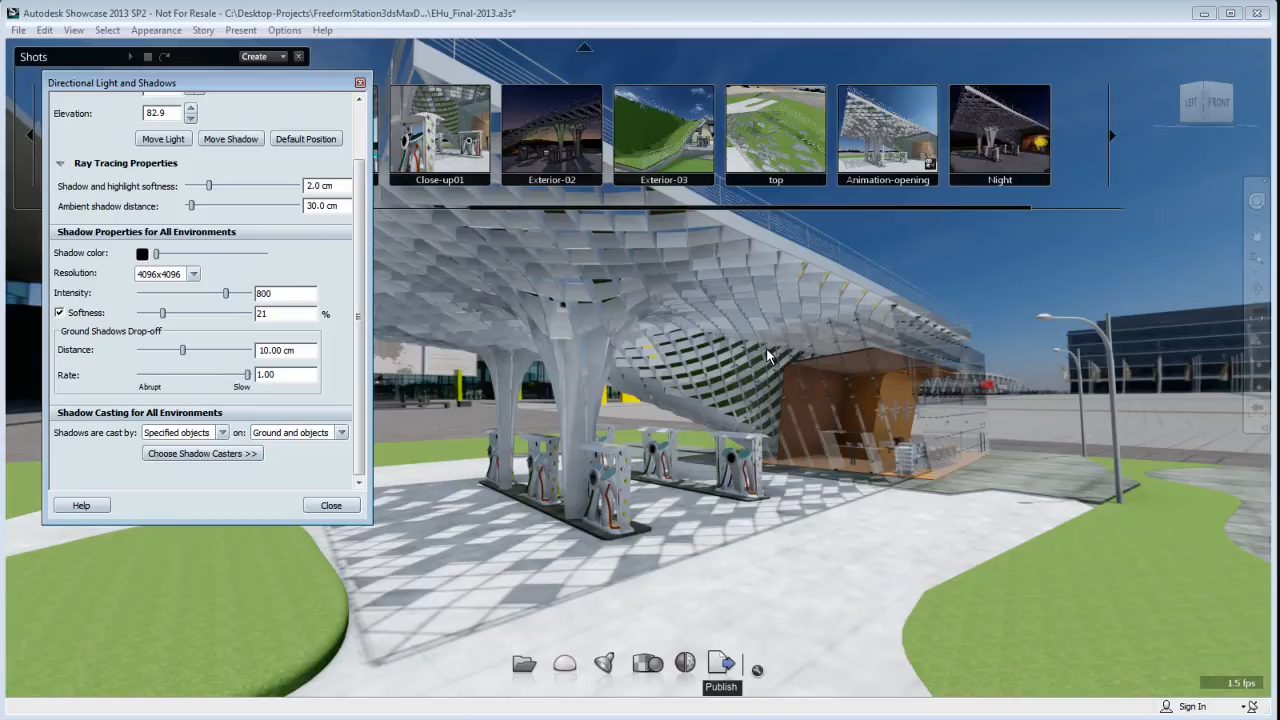 Autodesk Showcase 2013 SP2 - Not For Resale - C:\Desktop-Projects\FreeformStation3dsMaxD...\EHu_Final-2013.a3s*
File Edit View Select Appearance Story Scene Present Options Help
Shots Create
Directional Light and Shadows
Elevation: 82.9
Move Light Move Shadow Default Position
Ray Tracing Properties
Shadow and highlight softness: 2.0 cm
Ambient shadow distance: 30.0 cm
Shadow Properties for All Environments
Shadow color:
Resolution: 4096x4096
Intensity: 800
Softness: 21 %
Ground Shadows Drop-off
Distance: 10.00 cm
Rate: 1.00
Abrupt Slow
Shadow Casting for All Environments
Shadows are cast by: Specified objects on: Ground and objects
Choose Shadow Casters >>
Help Close
Close-up01 Exterior-02 Exterior-03 top Animation-opening Night
LEFT FRONT
Publish
1.5 fps
Sign In